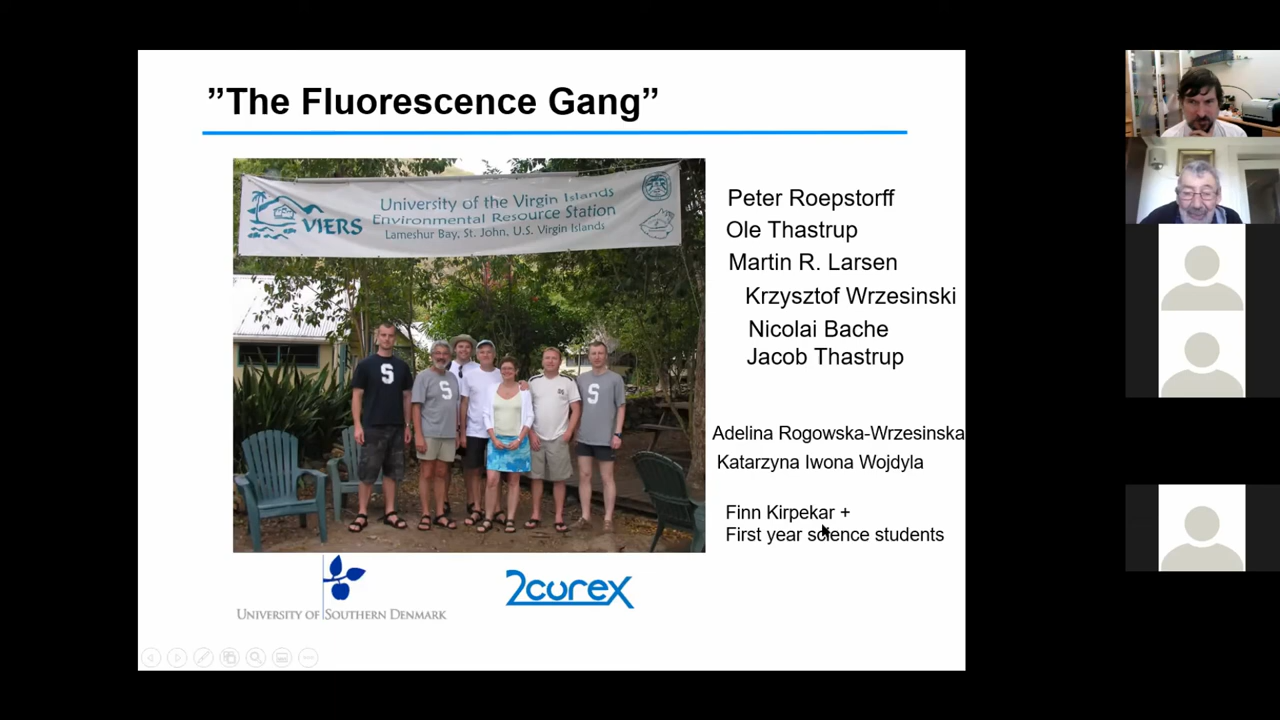 ”The Fluorescence Gang”
VIERS
University of the Virgin Islands
Environmental Resource Station
Lameshur Bay, St. John, U.S. Virgin Islands
S
S
S
Peter Roepstorff
Ole Thastrup
Martin R. Larsen
Krzysztof Wrzesinski
Nicolai Bache
Jacob Thastrup
Adelina Rogowska-Wrzesinska
Katarzyna Iwona Wojdyla
Finn Kirpekar +
First year science students
UNIVERSITY OF SOUTHERN DENMARK
2curex